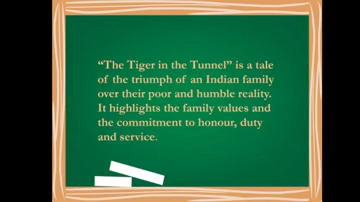 “The Tiger in the Tunnel” is a tale
of the triumph of an Indian family
over their poor and humble reality.
It highlights the family values and
the commitment to honour, duty
and service.